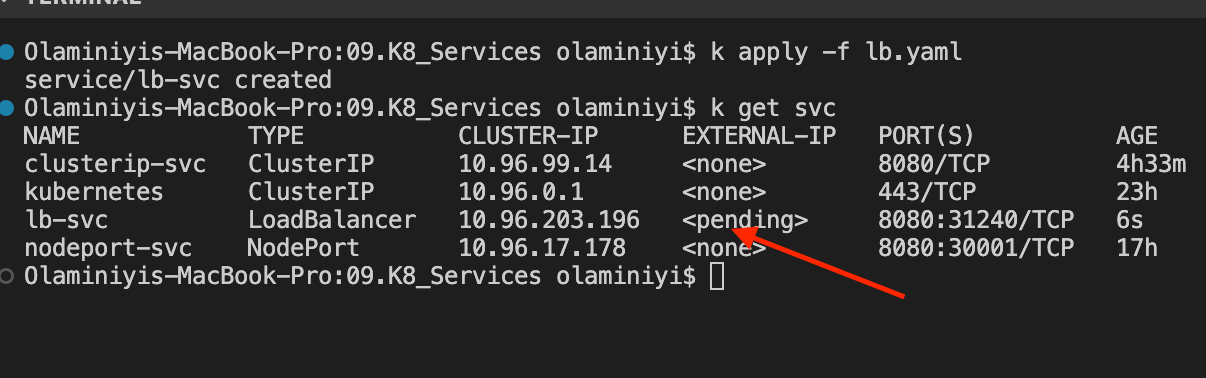 TERMINAL
Olaminiyis-MacBook-Pro:09.K8_Services olaminiyi$ k apply -f lb.yaml
service/lb-svc created
Olaminiyis-MacBook-Pro:09.K8_Services olaminiyi$ k get svc
NAME TYPE CLUSTER-IP EXTERNAL-IP PORT(S) AGE
clusterip-svc ClusterIP 10.96.99.14 <none> 8080/TCP 4h33m
kubernetes ClusterIP 10.96.0.1 <none> 443/TCP 23h
lb-svc LoadBalancer 10.96.203.196 <pending> 8080:31240/TCP 6s
nodeport-svc NodePort 10.96.17.178 <none> 8080:30001/TCP 17h
Olaminiyis-MacBook-Pro:09.K8_Services olaminiyi$